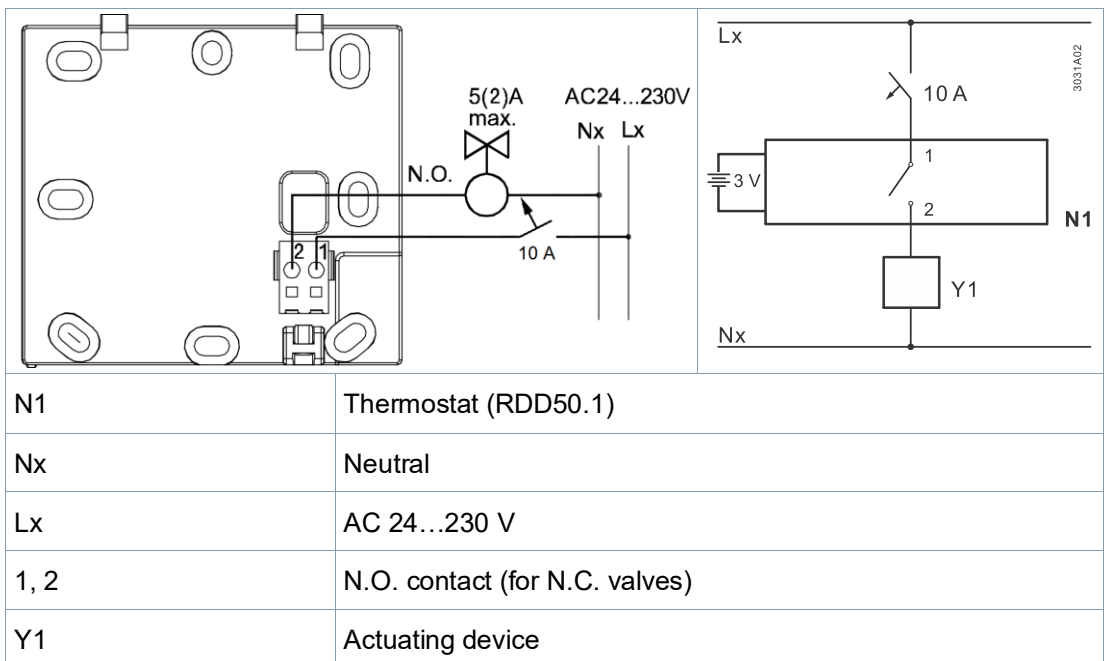 5(2)A
max.
AC24...230V
Nx Lx
N.O.
10 A
2 1
Lx
3031A02
10 A
1
3 V
2
N1
Y1
Nx
N1 Thermostat (RDD50.1)
Nx Neutral
Lx AC 24…230 V
1, 2 N.O. contact (for N.C. valves)
Y1 Actuating device